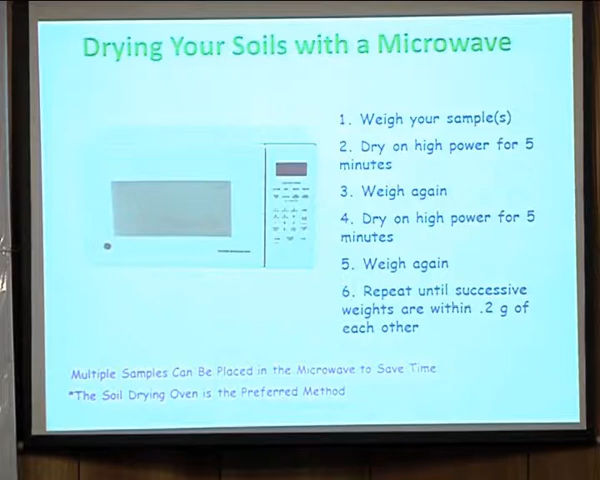 Drying Your Soils with a Microwave
1. Weigh your sample(s)
2. Dry on high power for 5
minutes
3. Weigh again
4. Dry on high power for 5
minutes
5. Weigh again
6. Repeat until successive
weights are within .2 g of
each other
Multiple Samples Can Be Placed in the Microwave to Save Time
*The Soil Drying Oven is the Preferred Method